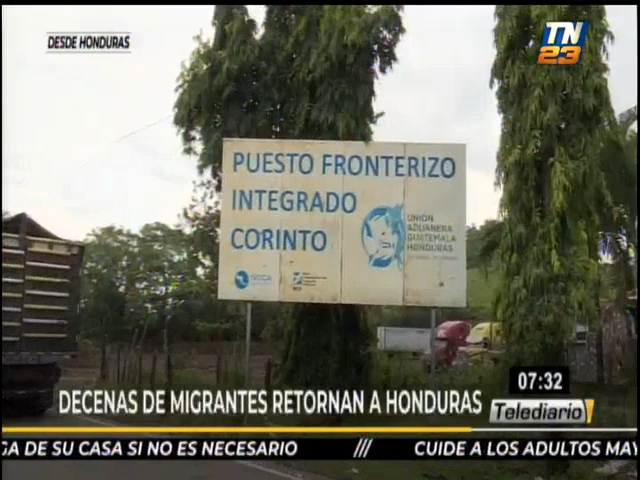 DESDE HONDURAS
TN
23
PUESTO FRONTERIZO
INTEGRADO
CORINTO
UNIÓN
ADUANERA
GUATEMALA
HONDURAS
SIECA
DECENAS DE MIGRANTES RETORNAN A HONDURAS
07:32
Telediario
GA DE SU CASA SI NO ES NECESARIO /// CUIDE A LOS ADULTOS MAY